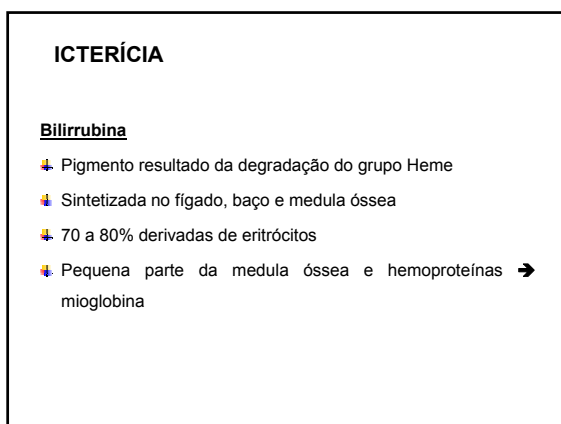 ICTERÍCIA
Bilirrubina
Pigmento resultado da degradação do grupo Heme
Sintetizada no fígado, baço e medula óssea
70 a 80% derivadas de eritrócitos
Pequena parte da medula óssea e hemoproteínas ➔
mioglobina